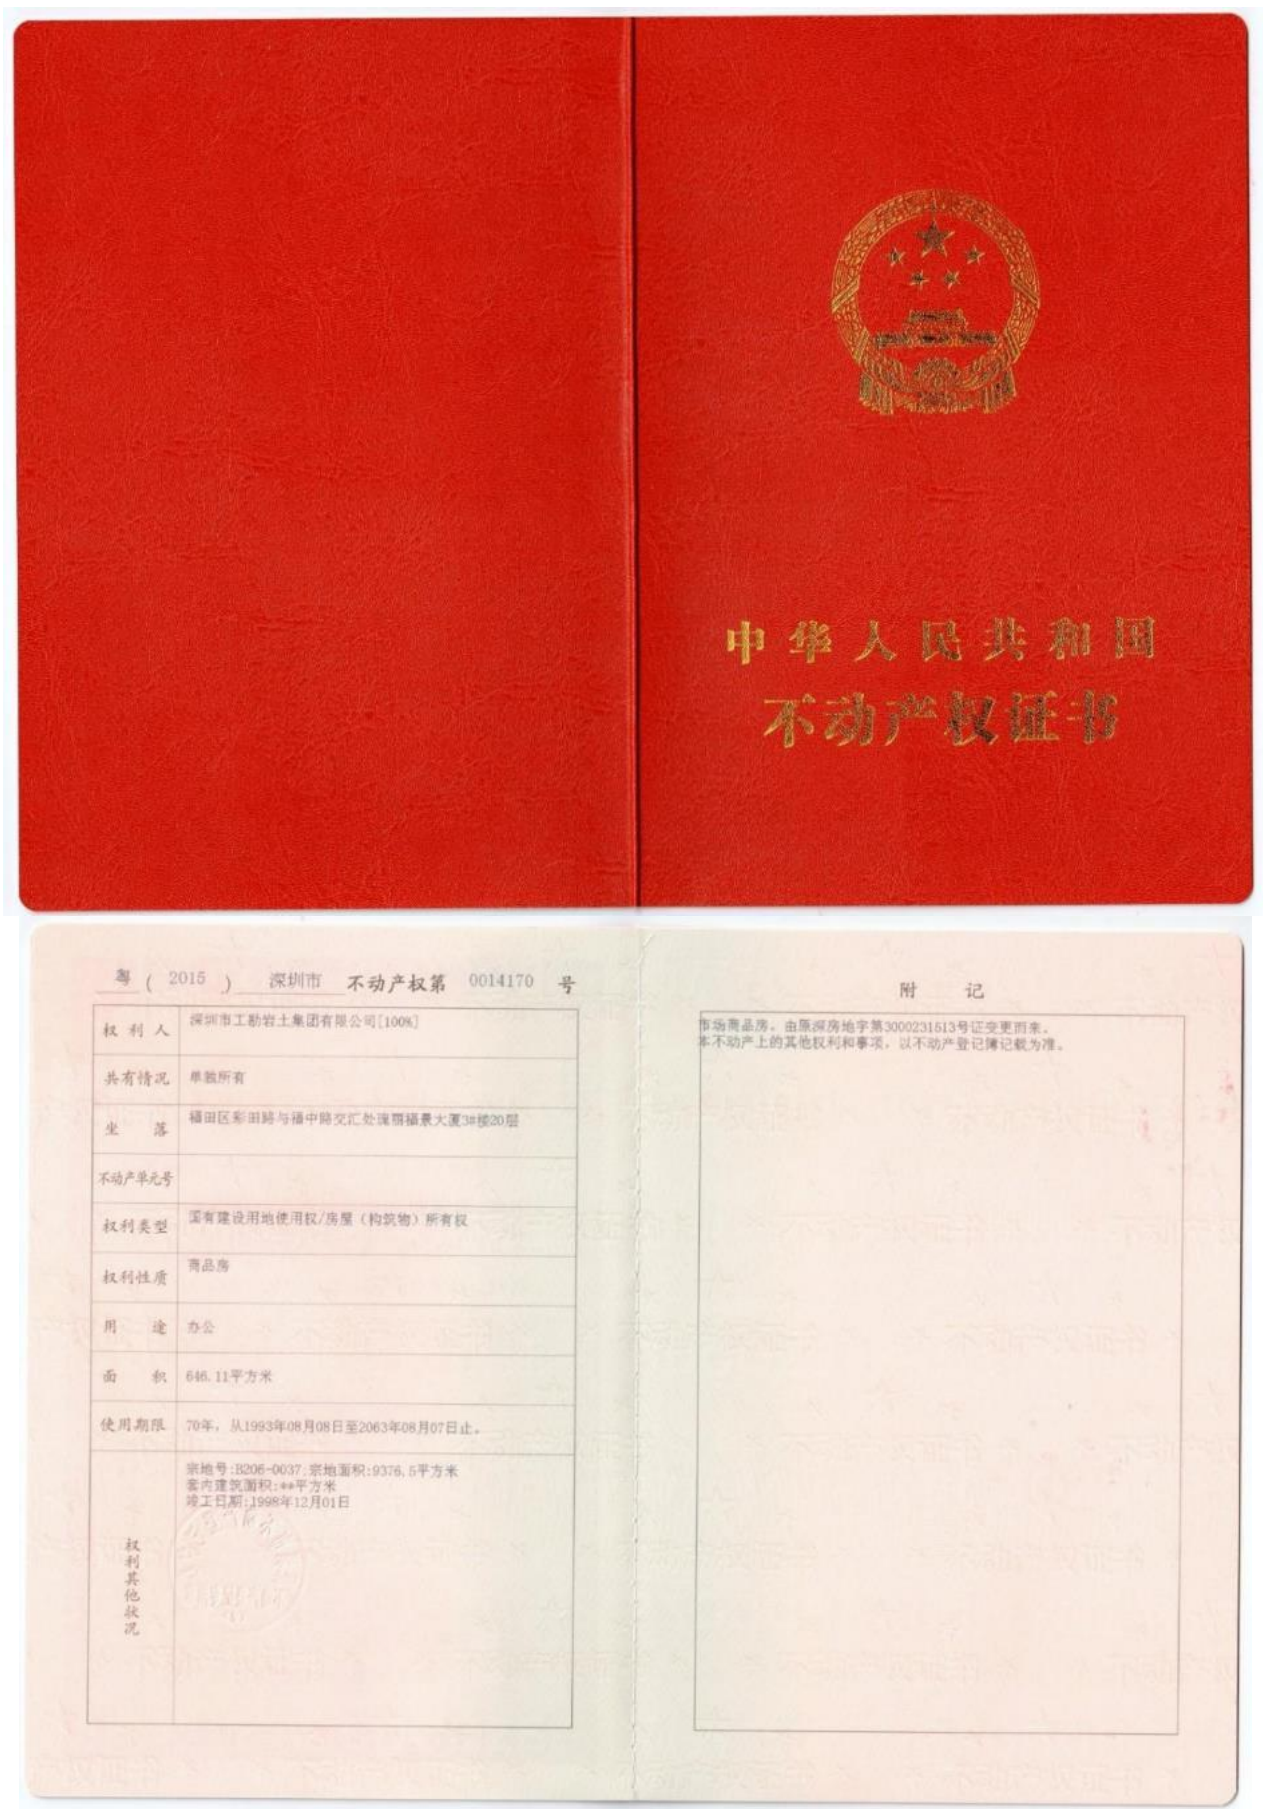 中华人民共和国
不动产权证书
粤 ( 2015 ) 深圳市 不动产权第 0014170 号
权利人 深圳市工勘岩土集团有限公司[100%]
共有情况 单独所有
坐落 福田区彩田路与福中路交汇处瑰丽福景大厦3#楼20层
不动产单元号
权利类型 国有建设用地使用权/房屋（构筑物）所有权
权利性质 商品房
用途 办公
面积 646.11平方米
使用期限 70年，从1993年08月08日至2063年08月07日止。
权利其他状况
宗地号:B206-0037;宗地面积:9376.5平方米
套内建筑面积:**平方米
竣工日期:1998年12月01日
附 记
市场商品房。由原深房地字第3000231513号证变更而来。
本不动产上的其他权利和事项，以不动产登记簿记载为准。